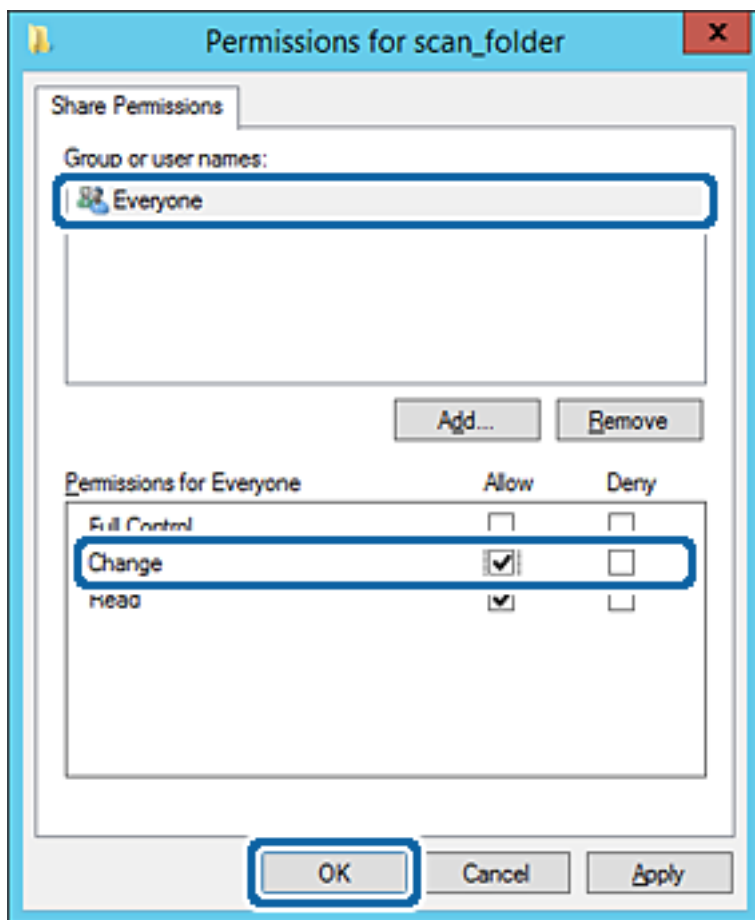 Permissions for scan_folder
x
Share Permissions
Group or user names:
Everyone
Add... Remove
Permissions for Everyone Allow Deny
Full Control
Change
Read
OK Cancel Apply